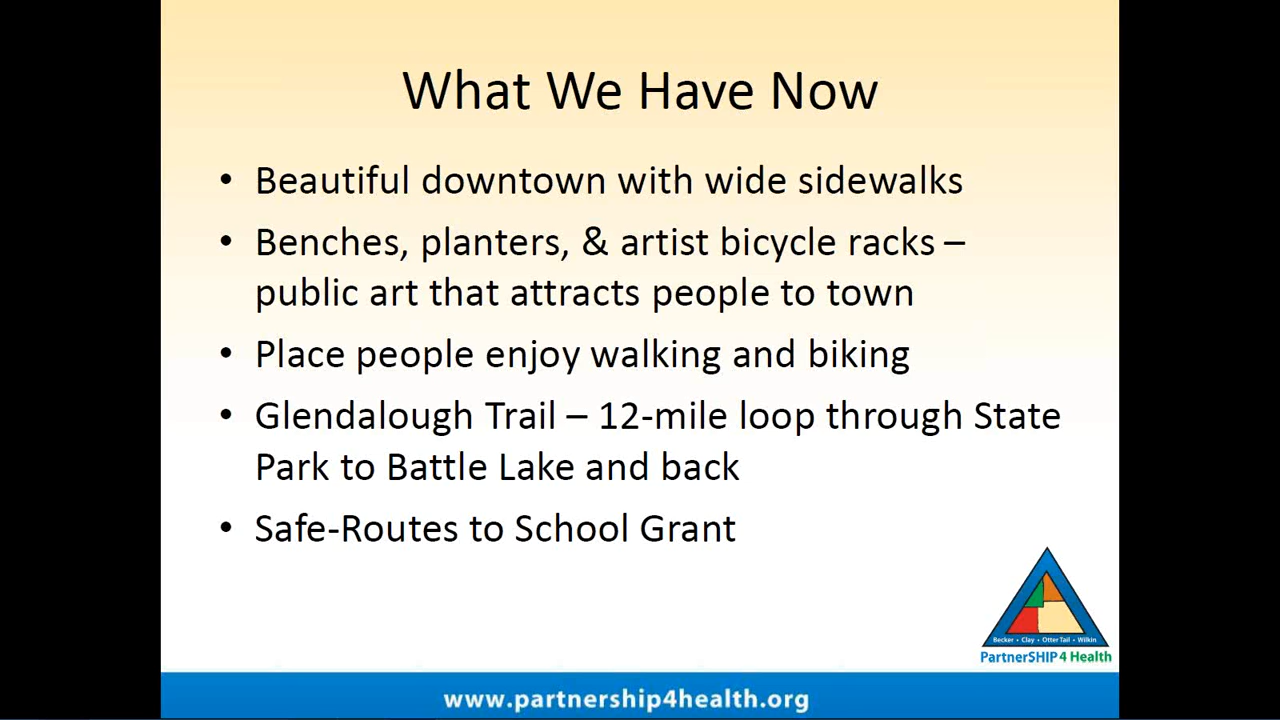 What We Have Now
• Beautiful downtown with wide sidewalks
• Benches, planters, & artist bicycle racks –
public art that attracts people to town
• Place people enjoy walking and biking
• Glendalough Trail – 12-mile loop through State
Park to Battle Lake and back
• Safe-Routes to School Grant
Becker • Clay • Otter Tail • Wilkin
PartnerSHIP 4 Health
www.partnership4health.org